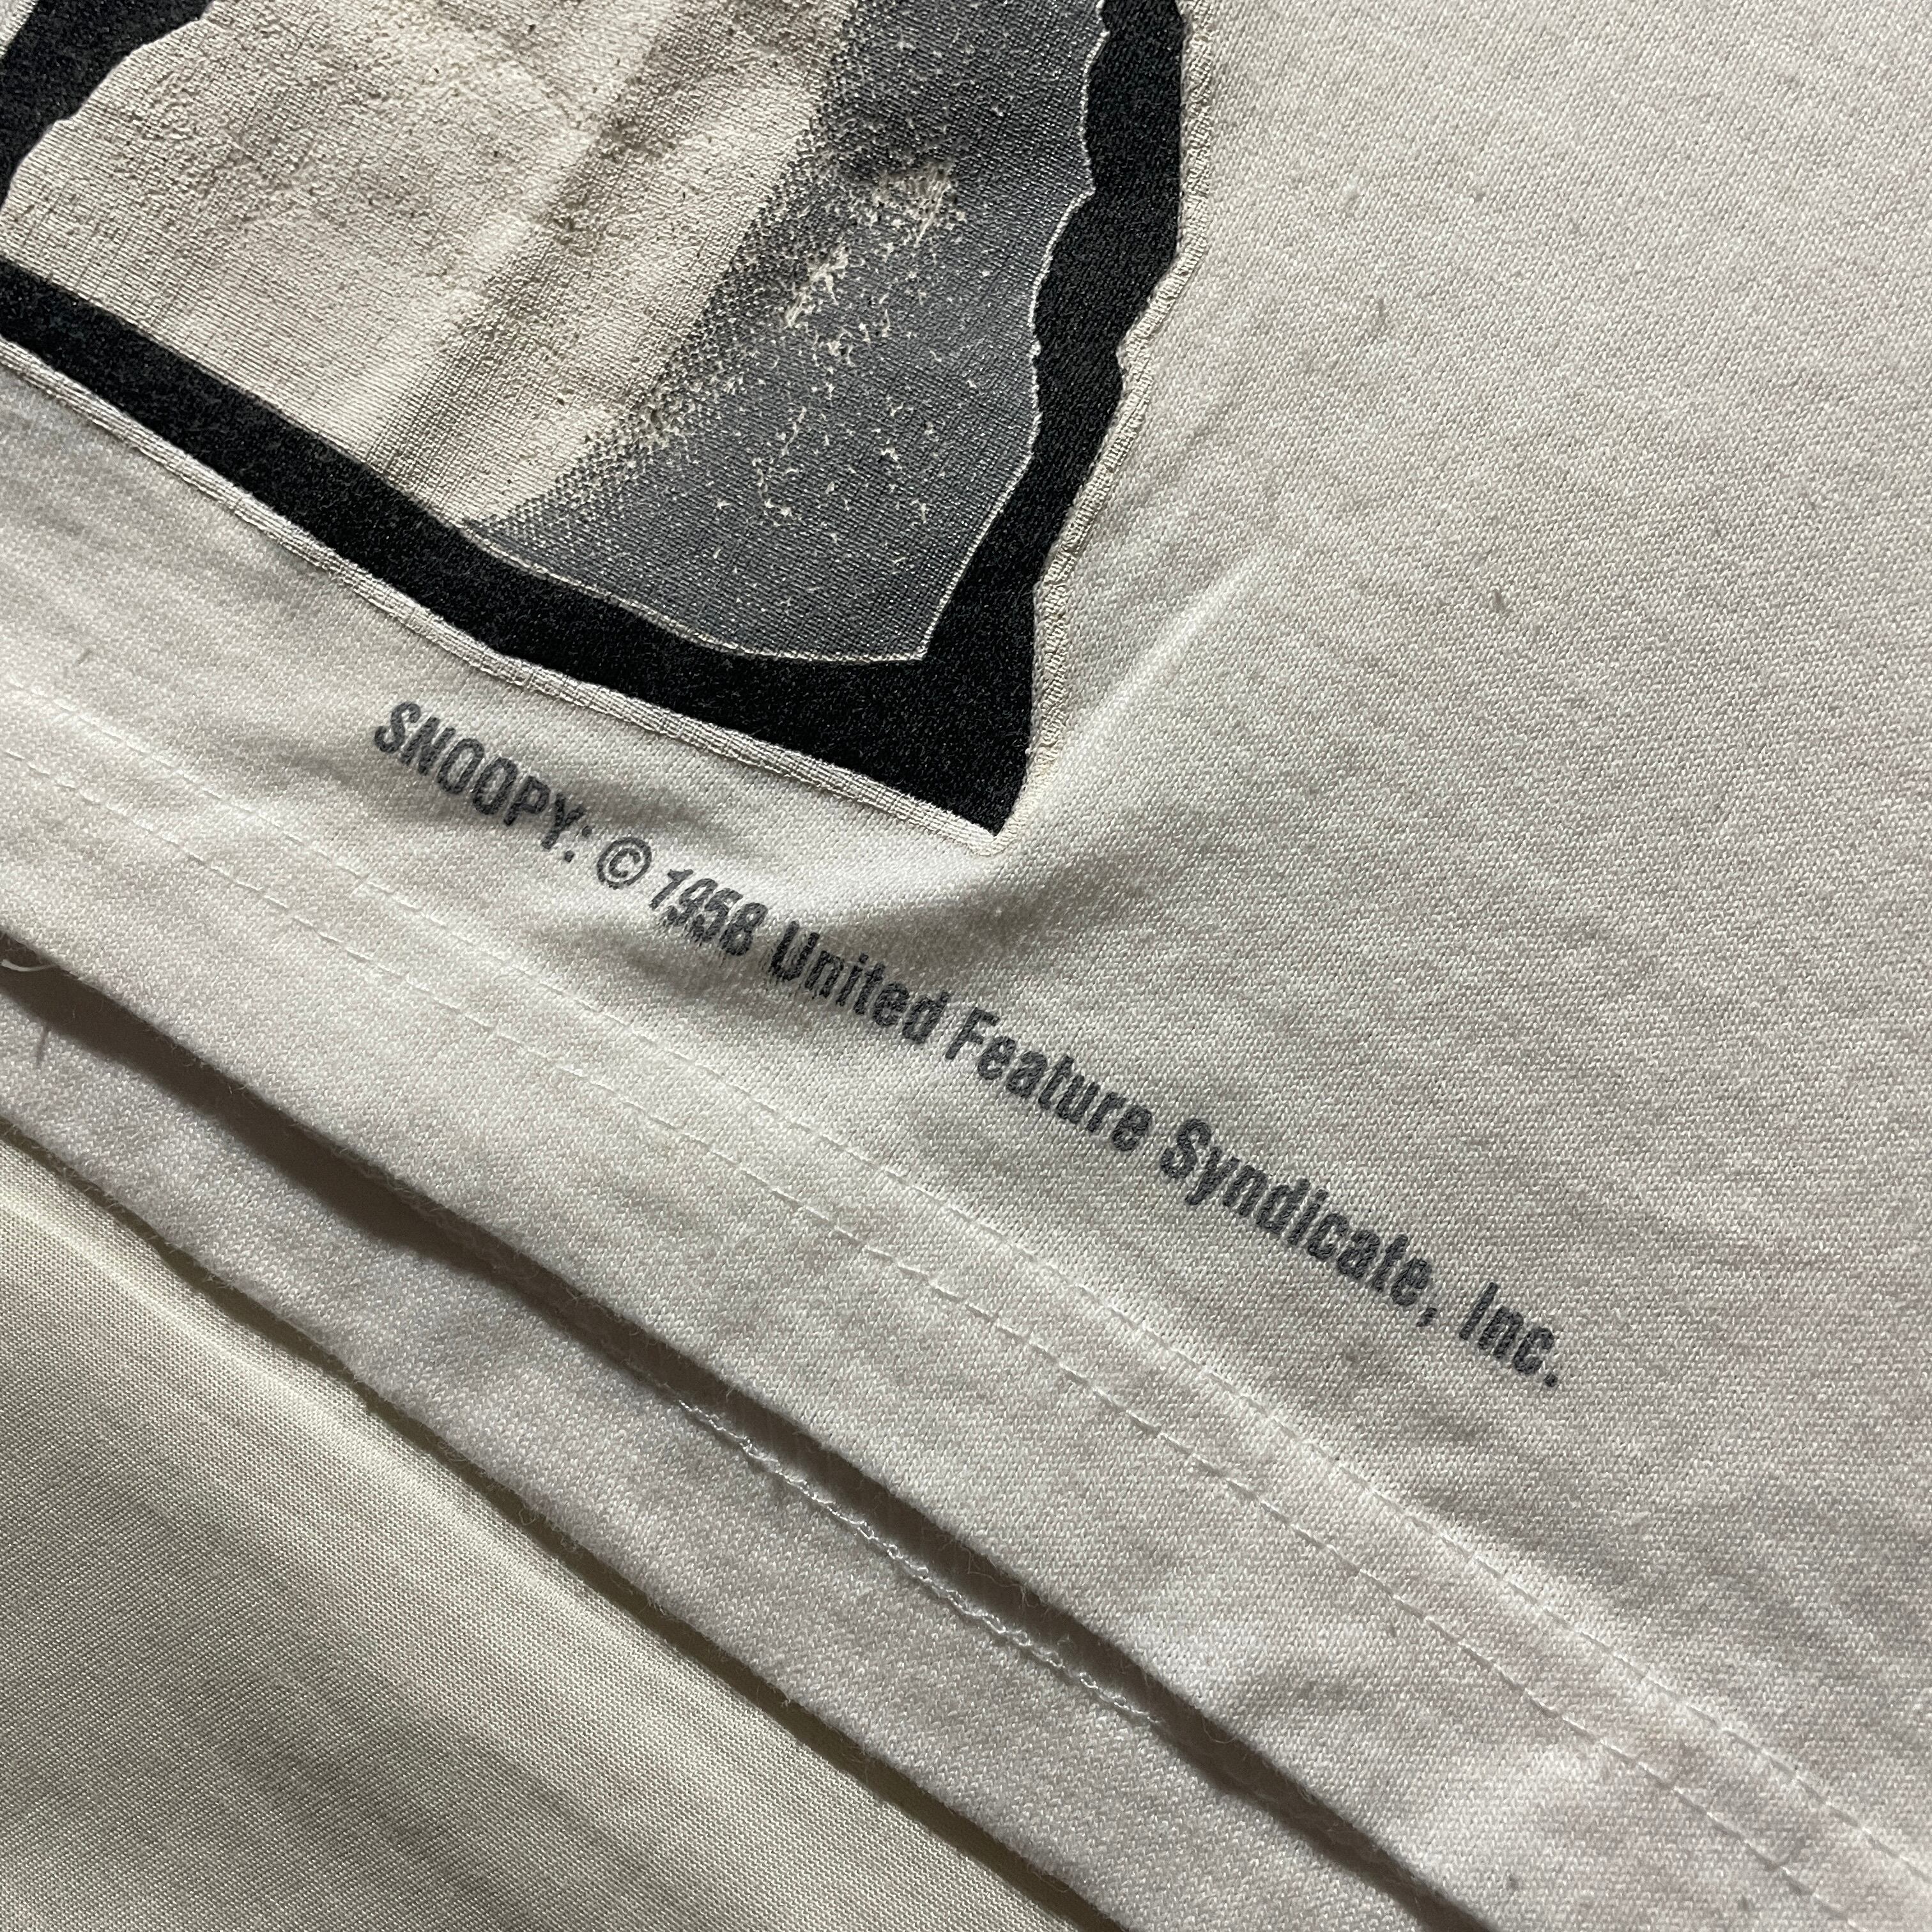 SNOOPY: © 1958 United Feature Syndicate, Inc.